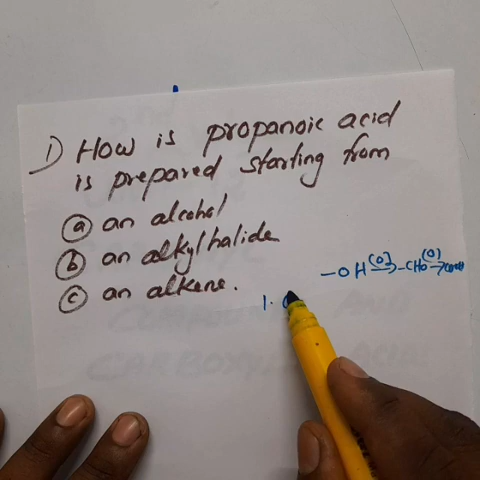 1) How is propanoic acid
is prepared starting from
(a) an alcohol
(b) an alkyl halide
(c) an alkene.
-OH [O]→ -CHO [O]→ COOH
1.